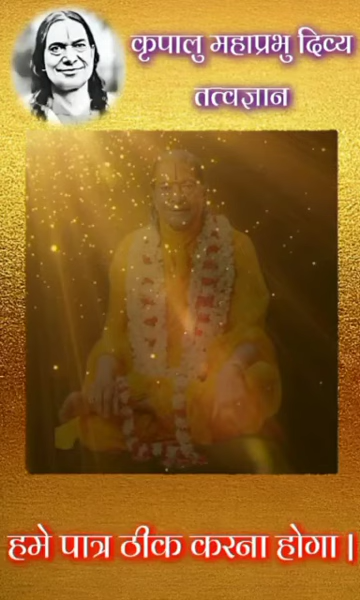 कृपालु महाप्रभु दिव्य
तत्वज्ञान
हमे पात्र ठीक करना होगा।